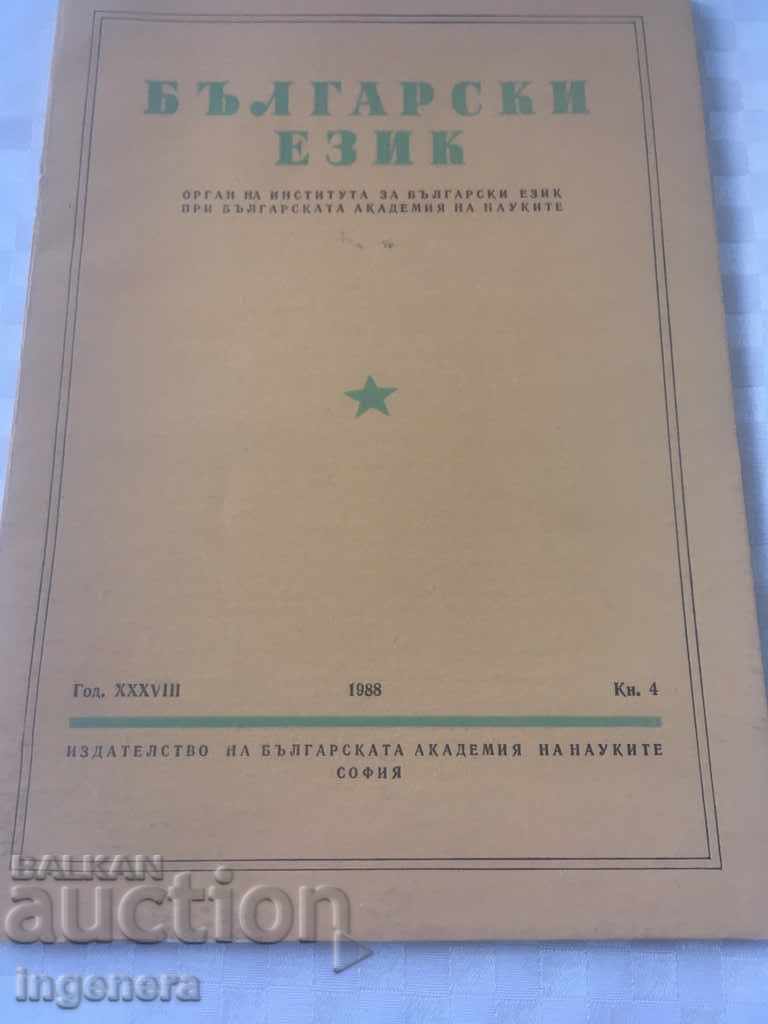 БЪЛГАРСКИ
ЕЗИК
ОРГАН НА ИНСТИТУТА ЗА БЪЛГАРСКИ ЕЗИК
ПРИ БЪЛГАРСКАТА АКАДЕМИЯ НА НАУКИТЕ
Год. XXXVIII 1988 Кн. 4
ИЗДАТЕЛСТВО НА БЪЛГАРСКАТА АКАДЕМИЯ НА НАУКИТЕ
СОФИЯ
BALKAN
auction
ingenera